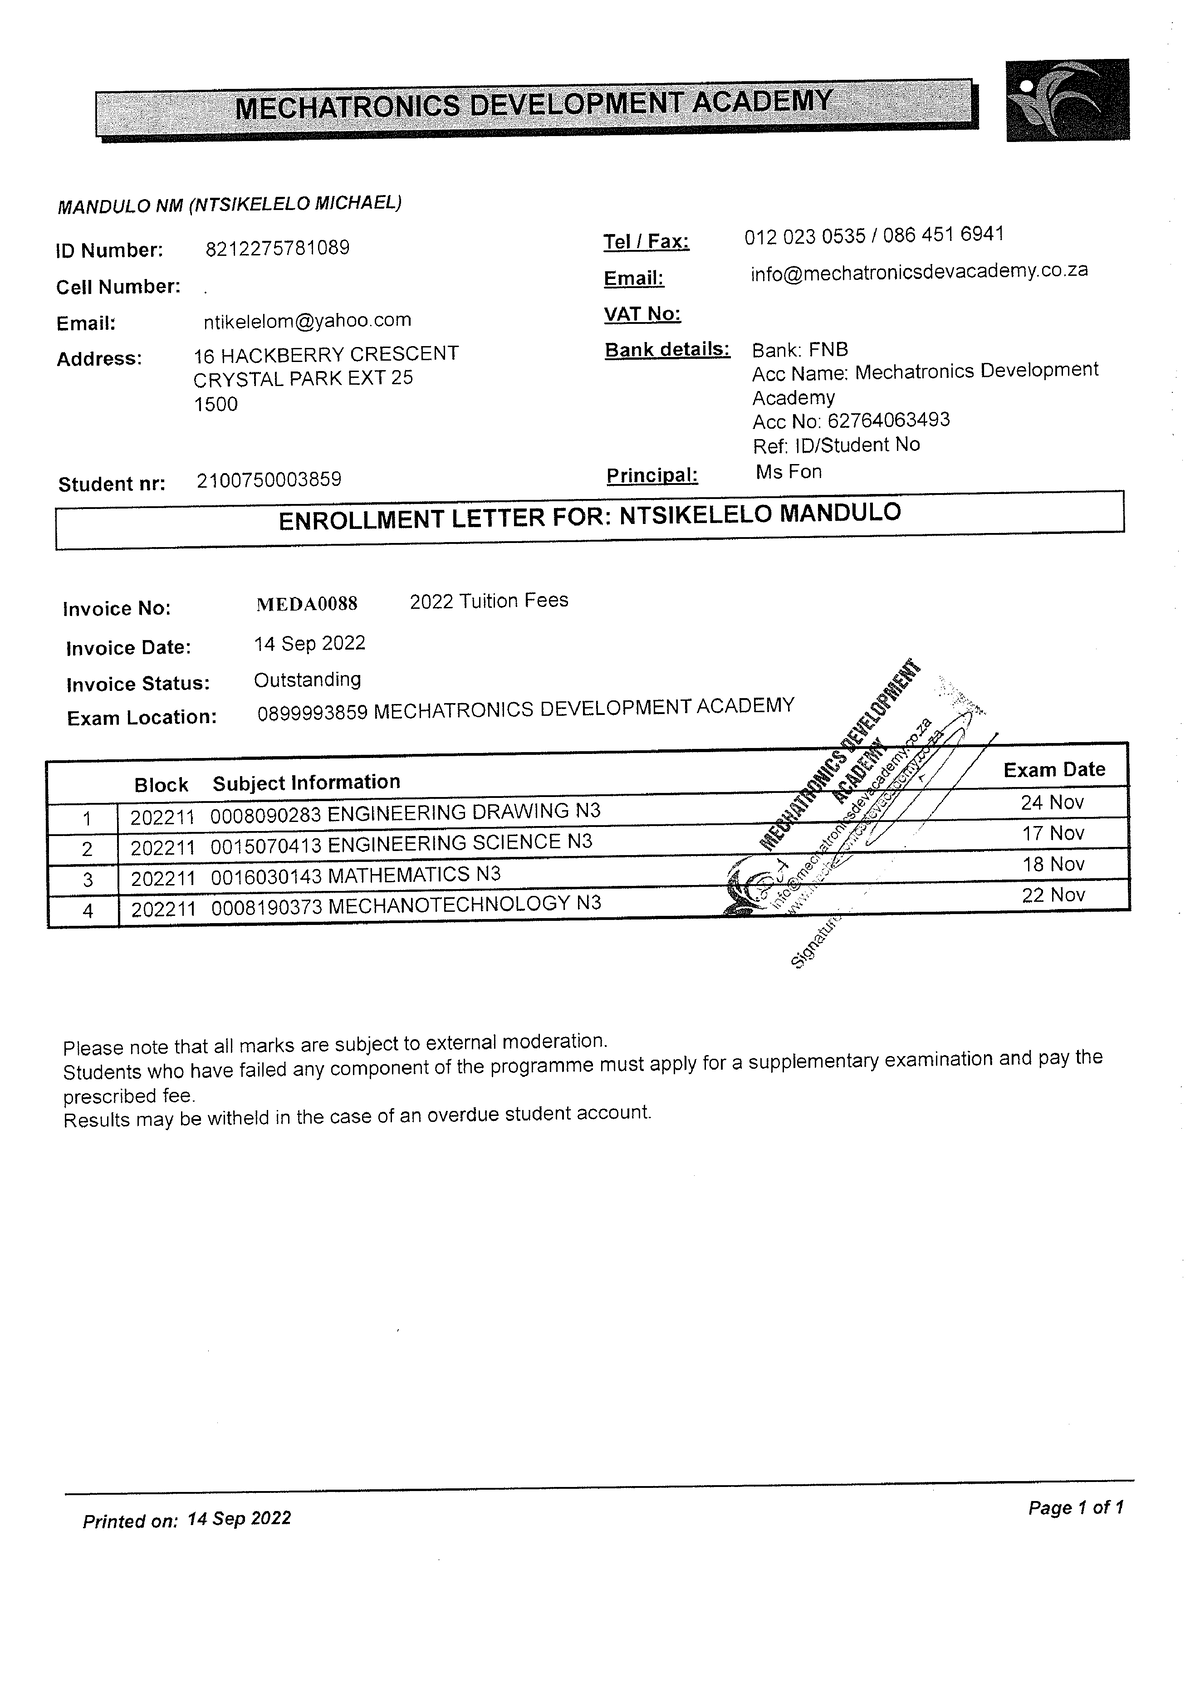 MECHATRONICS DEVELOPMENT ACADEMY
MANDULO NM (NTSIKELELO MICHAEL)
ID Number: 8212275781089
Cell Number: .
Email: ntikelelom@yahoo.com
Address: 16 HACKBERRY CRESCENT
CRYSTAL PARK EXT 25
1500
Student nr: 2100750003859
Tel / Fax: 012 023 0535 / 086 451 6941
Email: info@mechatronicsdevacademy.co.za
VAT No:
Bank details: Bank: FNB
Acc Name: Mechatronics Development
Academy
Acc No: 62764063493
Ref: ID/Student No
Principal: Ms Fon
ENROLLMENT LETTER FOR: NTSIKELELO MANDULO
Invoice No: MEDA0088 2022 Tuition Fees
Invoice Date: 14 Sep 2022
Invoice Status: Outstanding
Exam Location: 0899993859 MECHATRONICS DEVELOPMENT ACADEMY
Block Subject Information Exam Date
1 202211 0008090283 ENGINEERING DRAWING N3 24 Nov
2 202211 0015070413 ENGINEERING SCIENCE N3 17 Nov
3 202211 0016030143 MATHEMATICS N3 18 Nov
4 202211 0008190373 MECHANOTECHNOLOGY N3 22 Nov
MECHATRONICS DEVELOPMENT
ACADEMY
info@mechatronicsdevacademy.co.za
Please note that all marks are subject to external moderation.
Students who have failed any component of the programme must apply for a supplementary examination and pay the
prescribed fee.
Results may be witheld in the case of an overdue student account.
Printed on: 14 Sep 2022 Page 1 of 1